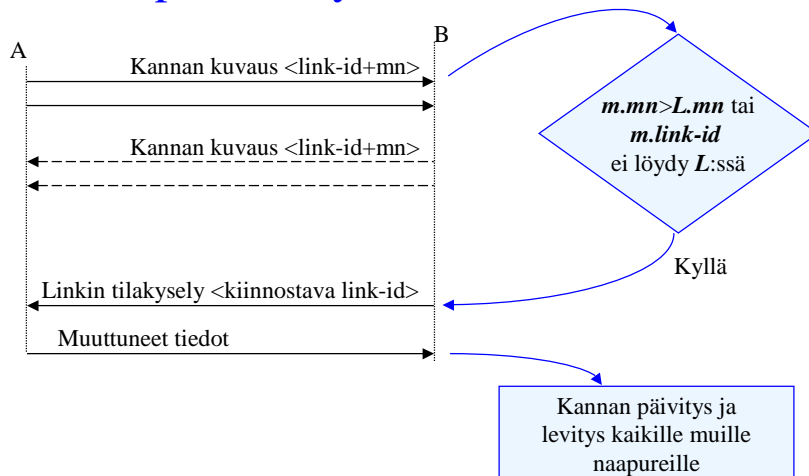 A
B
Kannan kuvaus <link-id+mn>
m.mn>L.mn tai
m.link-id
ei löydy L:ssä
Kannan kuvaus <link-id+mn>
Kyllä
Linkin tilakysely <kiinnostava link-id>
Muuttuneet tiedot
Kannan päivitys ja
levitys kaikille muille
naapureille